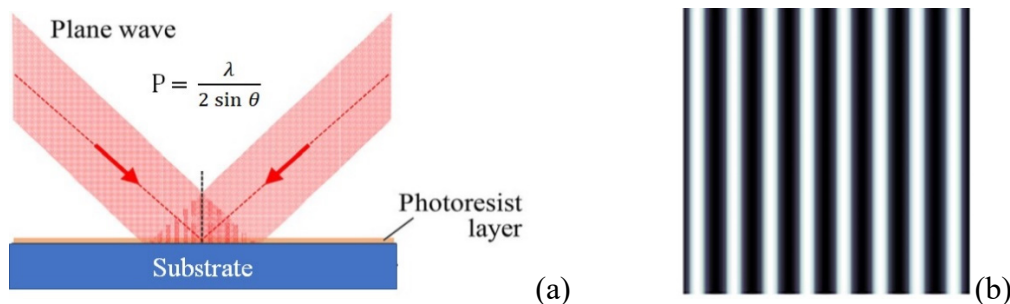 Plane wave
P = λ / 2 sin θ
Photoresist
layer
Substrate
(a)
(b)